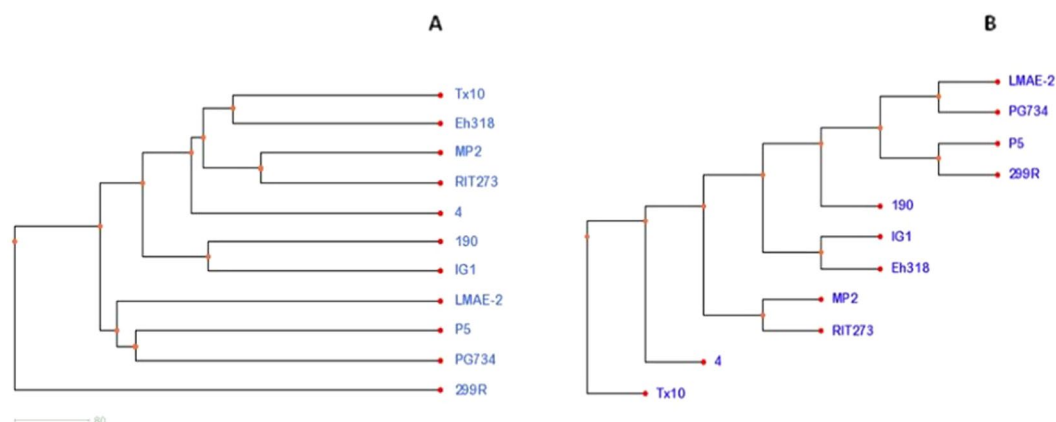 A
Tx10
Eh318
MP2
RIT273
4
190
IG1
LMAE-2
P5
PG734
299R
80
B
LMAE-2
PG734
P5
299R
190
IG1
Eh318
MP2
RIT273
4
Tx10